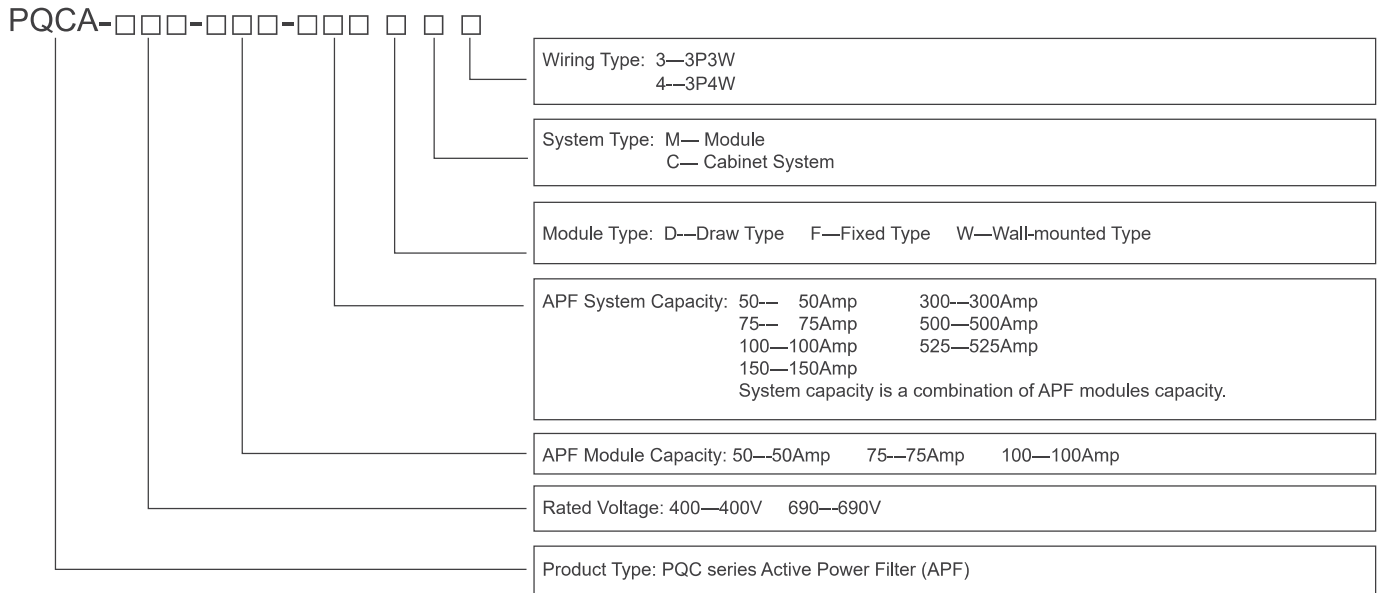 PQCA-□□□-□□□-□□□ □ □ □
Wiring Type: 3—3P3W
4---3P4W
System Type: M— Module
C— Cabinet System
Module Type: D---Draw Type F—Fixed Type W—Wall-mounted Type
APF System Capacity: 50--- 50Amp 300---300Amp
75--- 75Amp 500—500Amp
100—100Amp 525—525Amp
150—150Amp
System capacity is a combination of APF modules capacity.
APF Module Capacity: 50---50Amp 75---75Amp 100—100Amp
Rated Voltage: 400—400V 690---690V
Product Type: PQC series Active Power Filter (APF)